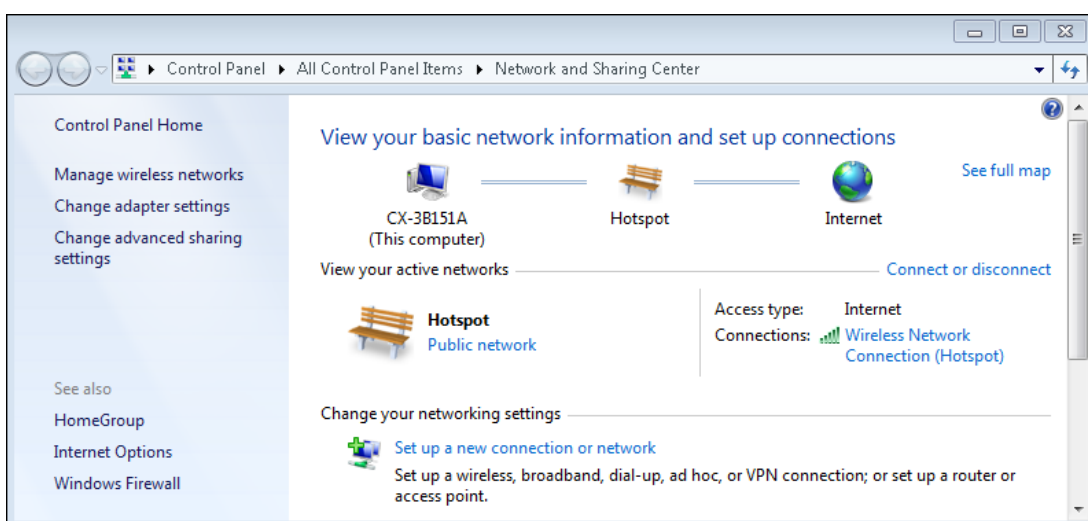 Control Panel ▸ All Control Panel Items ▸ Network and Sharing Center
Control Panel Home
Manage wireless networks
Change adapter settings
Change advanced sharing
settings
See also
HomeGroup
Internet Options
Windows Firewall
View your basic network information and set up connections
See full map
CX-3B151A
(This computer)
Hotspot
Internet
View your active networks
Connect or disconnect
Hotspot
Public network
Access type: Internet
Connections: Wireless Network
Connection (Hotspot)
Change your networking settings
Set up a new connection or network
Set up a wireless, broadband, dial-up, ad hoc, or VPN connection; or set up a router or
access point.